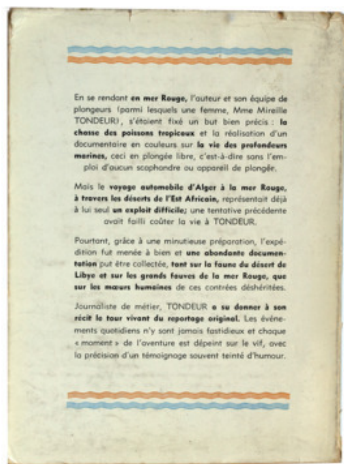 En se rendant en mer Rouge, l'auteur et son équipe de
plongeurs (parmi lesquels une femme, Mme Mireille
TONDEUR), s'étaient fixé un but bien précis : la
chasse des poissons tropicaux et la réalisation d'un
documentaire en couleurs sur la vie des profondeurs
marines, ceci en plongée libre, c'est-à-dire sans l'em-
ploi d'aucun scaphandre ou appareil de plongée.
Mais le voyage automobile d'Alger à la mer Rouge,
à travers les déserts de l'Est Africain, représentait déjà
à lui seul un exploit difficile; une tentative précédente
avait failli coûter la vie à TONDEUR.
Pourtant, grâce à une minutieuse préparation, l'expé-
dition fut menée à bien et une abondante documen-
tation put être collectée, tant sur la faune du désert de
Libye et sur les grands fauves de la mer Rouge, que
sur les mœurs humaines de ces contrées déshéritées.
Journaliste de métier, TONDEUR a su donner à son
récit le tour vivant du reportage original. Les événe-
ments quotidiens n'y sont jamais fastidieux et chaque
« moment » de l'aventure est dépeint sur le vif, avec
la précision d'un témoignage souvent teinté d'humour.